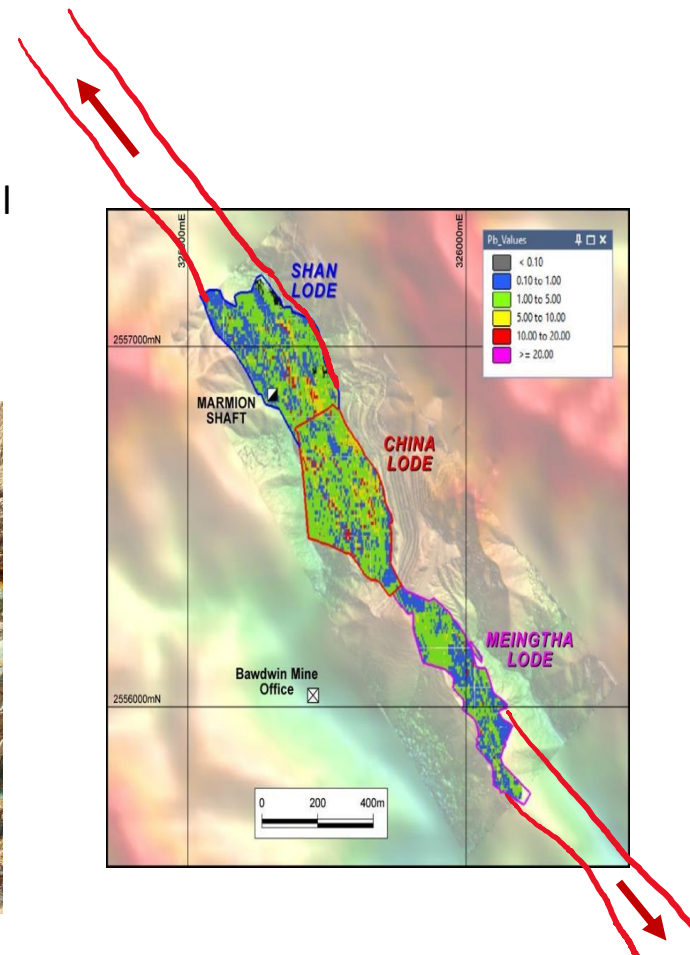 l
326000mE
326000mE
Pb_Values
< 0.10
0.10 to 1.00
1.00 to 5.00
5.00 to 10.00
10.00 to 20.00
>= 20.00
SHAN
LODE
2557000mN
MARMION
SHAFT
CHINA
LODE
MEINGTHA
LODE
Bawdwin Mine
Office
2556000mN
0 200 400m